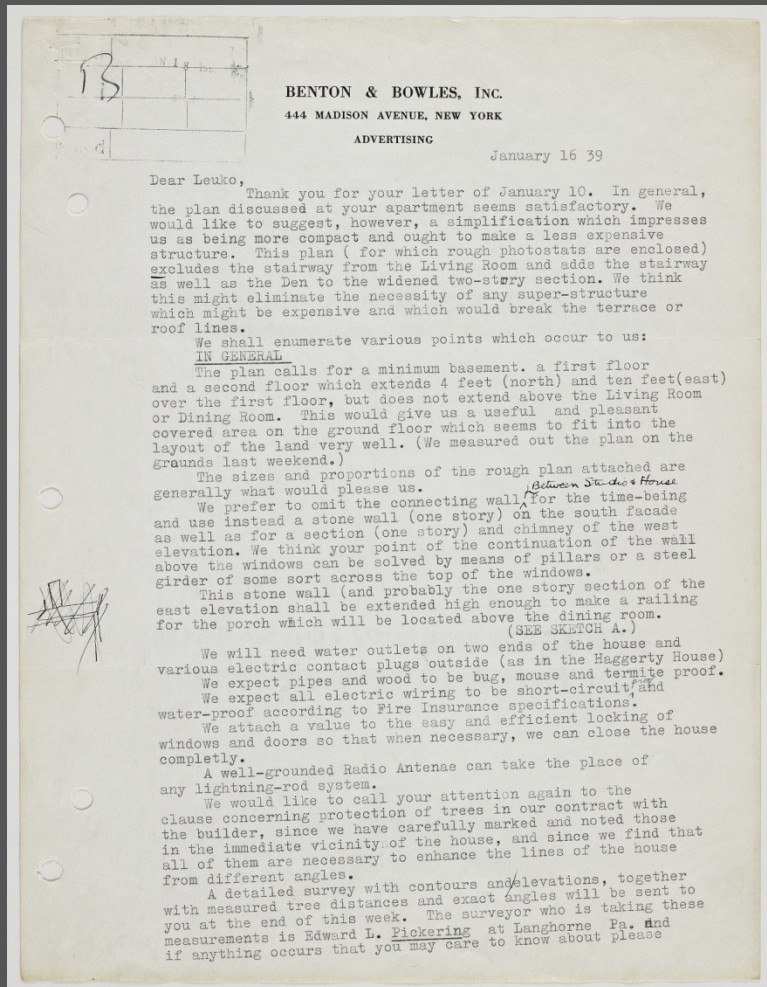 B
BENTON & BOWLES, INC.
444 MADISON AVENUE, NEW YORK
ADVERTISING
January 16 39
Dear Leuko,
Thank you for your letter of January 10. In general,
the plan discussed at your apartment seems satisfactory. We
would like to suggest, however, a simplification which impresses
us as being more compact and ought to make a less expensive
structure. This plan ( for which rough photostats are enclosed)
excludes the stairway from the Living Room and adds the stairway
as well as the Den to the widened two-story section. We think
this might eliminate the necessity of any super-structure
which might be expensive and which would break the terrace or
roof lines.
We shall enumerate various points which occur to us:
IN GENERAL
The plan calls for a minimum basement. a first floor
and a second floor which extends 4 feet (north) and ten feet(east)
over the first floor, but does not extend above the Living Room
or Dining Room. This would give us a useful and pleasant
covered area on the ground floor which seems to fit into the
layout of the land very well. (We measured out the plan on the
graunds last weekend.)
The sizes and proportions of the rough plan attached are
generally what would please us.
Between Studio & House
We prefer to omit the connecting wall, for the time-being
and use instead a stone wall (one story) on the south facade
as well as for a section (one story) and chimney of the west
elevation. We think your point of the continuation of the wall
above the windows can be solved by means of pillars or a steel
girder of some sort across the top of the windows.
This stone wall (and probably the one story section of the
east elevation shall be extended high enough to make a railing
for the porch which will be located above the dining room.
(SEE SKETCH A.)
We will need water outlets on two ends of the house and
various electric contact plugs outside (as in the Haggerty House)
We expect pipes and wood to be bug, mouse and termite proof.
We expect all electric wiring to be short-circuit proof and
water-proof according to Fire Insurance specifications.
We attach a value to the easy and efficient locking of
windows and doors so that when necessary, we can close the house
completly.
A well-grounded Radio Antenae can take the place of
any lightning-rod system.
We would like to call your attention again to the
clause concerning protection of trees in our contract with
the builder, since we have carefully marked and noted those
in the immediate vicinity of the house, and since we find that
all of them are necessary to enhance the lines of the house
from different angles.
A detailed survey with contours and/elevations, together
with measured tree distances and exact angles will be sent to
you at the end of this week. The surveyor who is taking these
measurements is Edward L. Pickering at Langhorne Pa. And
if anything occurs that you may care to know about please